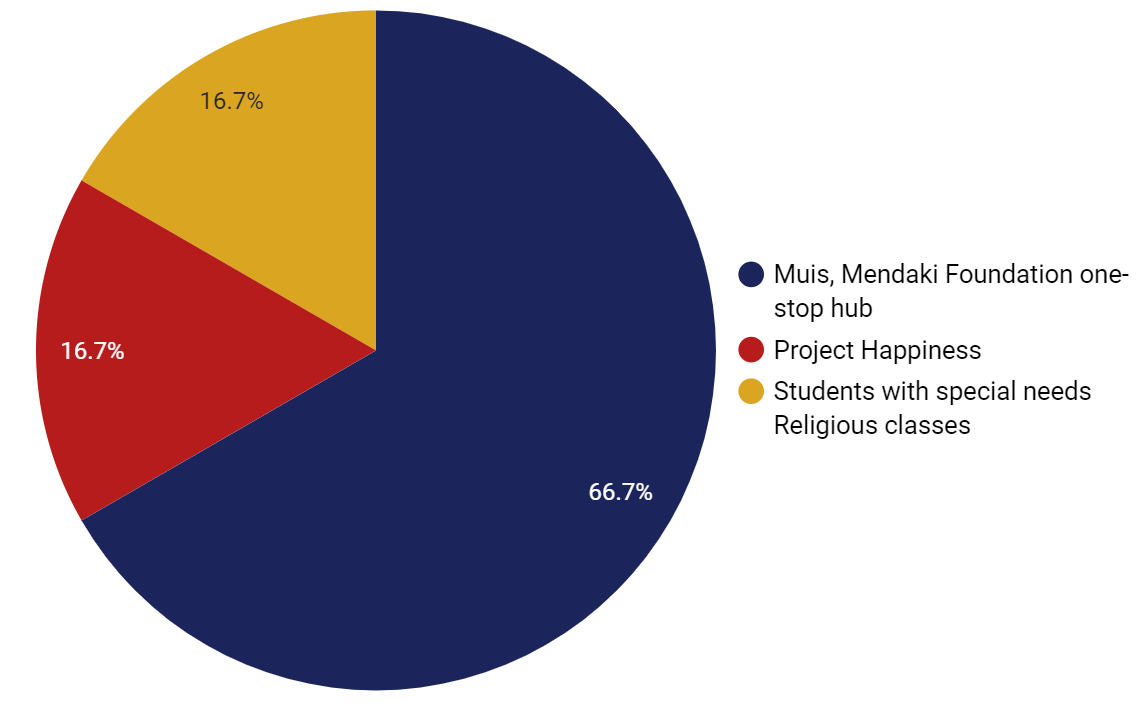 16.7%
16.7%
66.7%
Muis, Mendaki Foundation one-
stop hub
Project Happiness
Students with special needs
Religious classes